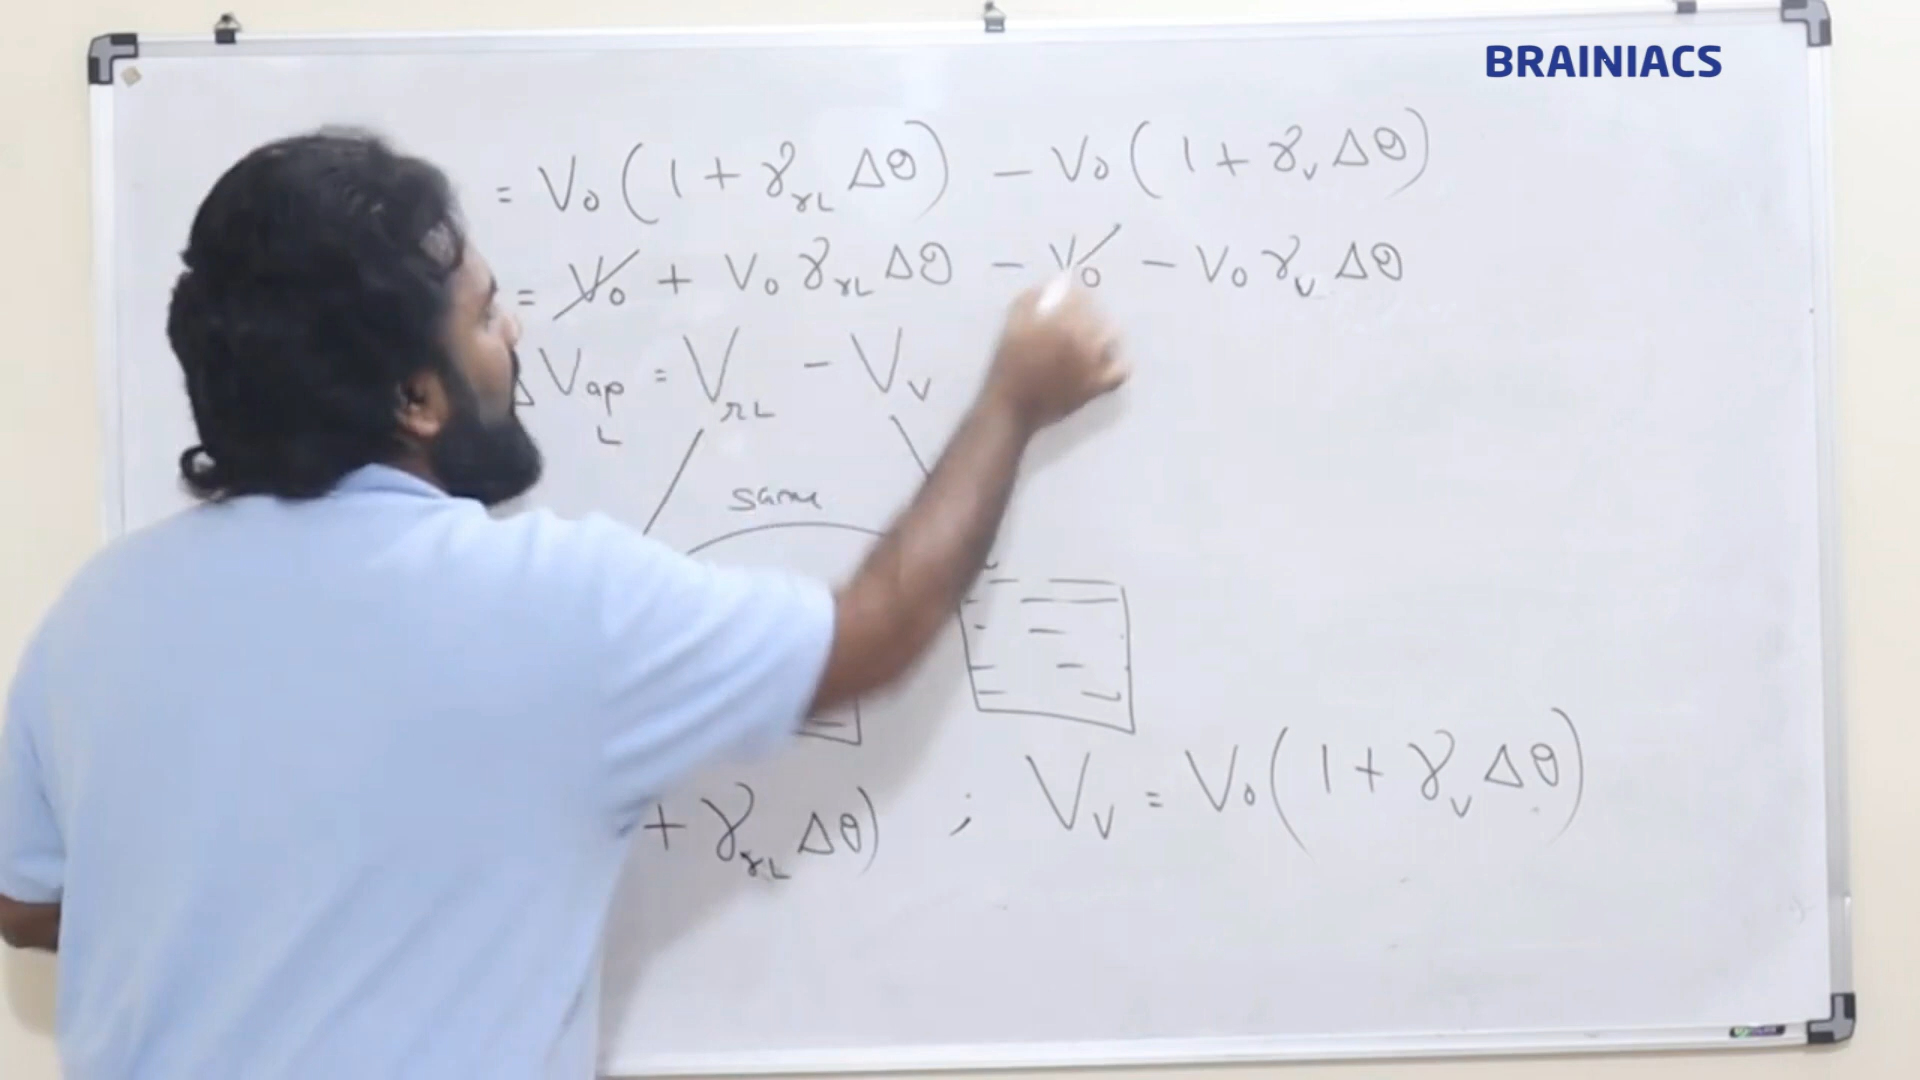 BRAINIACS
= V₀ ( 1 + γ_rL Δθ ) − V₀ ( 1 + γ_v Δθ )
= V₀ + V₀ γ_rL Δθ − V₀ − V₀ γ_v Δθ
Δ V_ap L = V_rL − V_v
same
+ γ_rL Δθ ) ; V_v = V₀ ( 1 + γ_v Δθ )